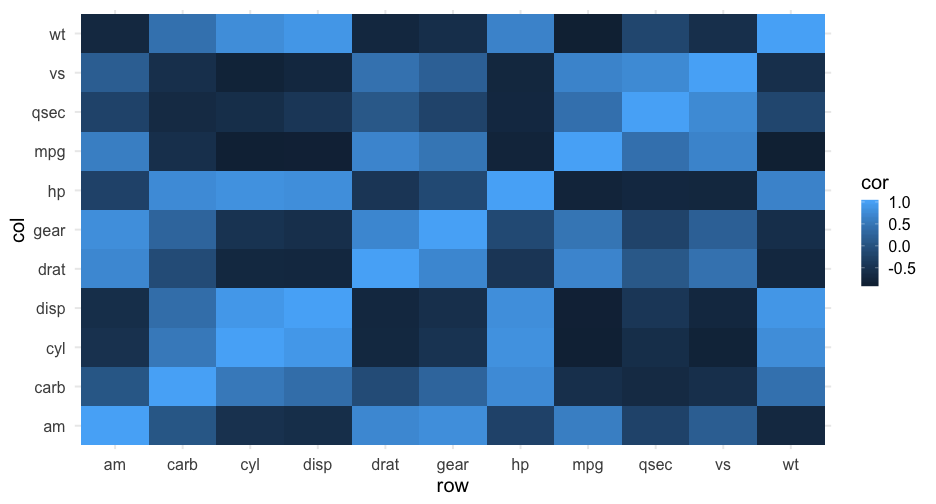 wt
vs
qsec
mpg
hp
gear
drat
disp
cyl
carb
am
col
am carb cyl disp drat gear hp mpg qsec vs wt
row
cor
1.0
0.5
0.0
-0.5